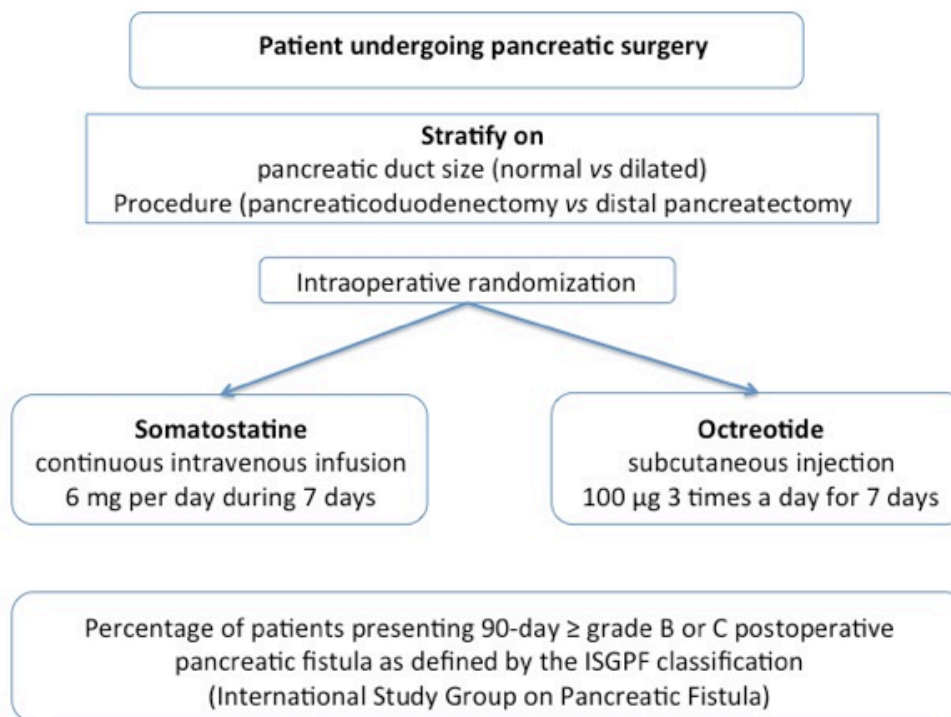 Patient undergoing pancreatic surgery
Stratify on
pancreatic duct size (normal vs dilated)
Procedure (pancreaticoduodenectomy vs distal pancreatectomy
Intraoperative randomization
Somatostatine
continuous intravenous infusion
6 mg per day during 7 days
Octreotide
subcutaneous injection
100 µg 3 times a day for 7 days
Percentage of patients presenting 90-day ≥ grade B or C postoperative
pancreatic fistula as defined by the ISGPF classification
(International Study Group on Pancreatic Fistula)